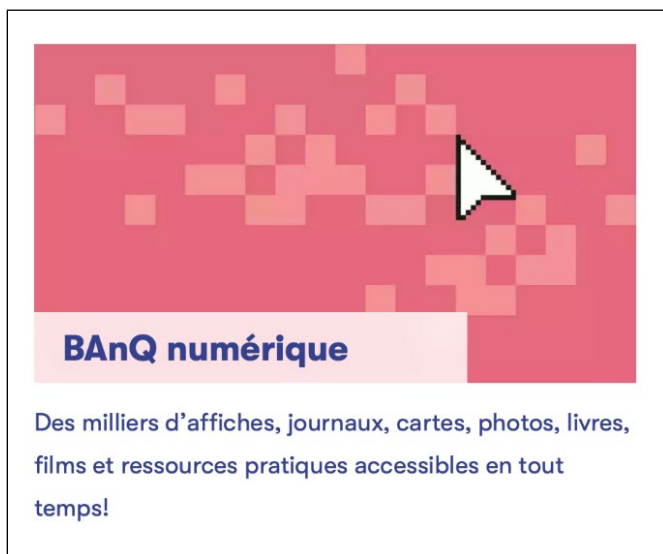 BAnQ numérique
Des milliers d’affiches, journaux, cartes, photos, livres,
films et ressources pratiques accessibles en tout
temps!